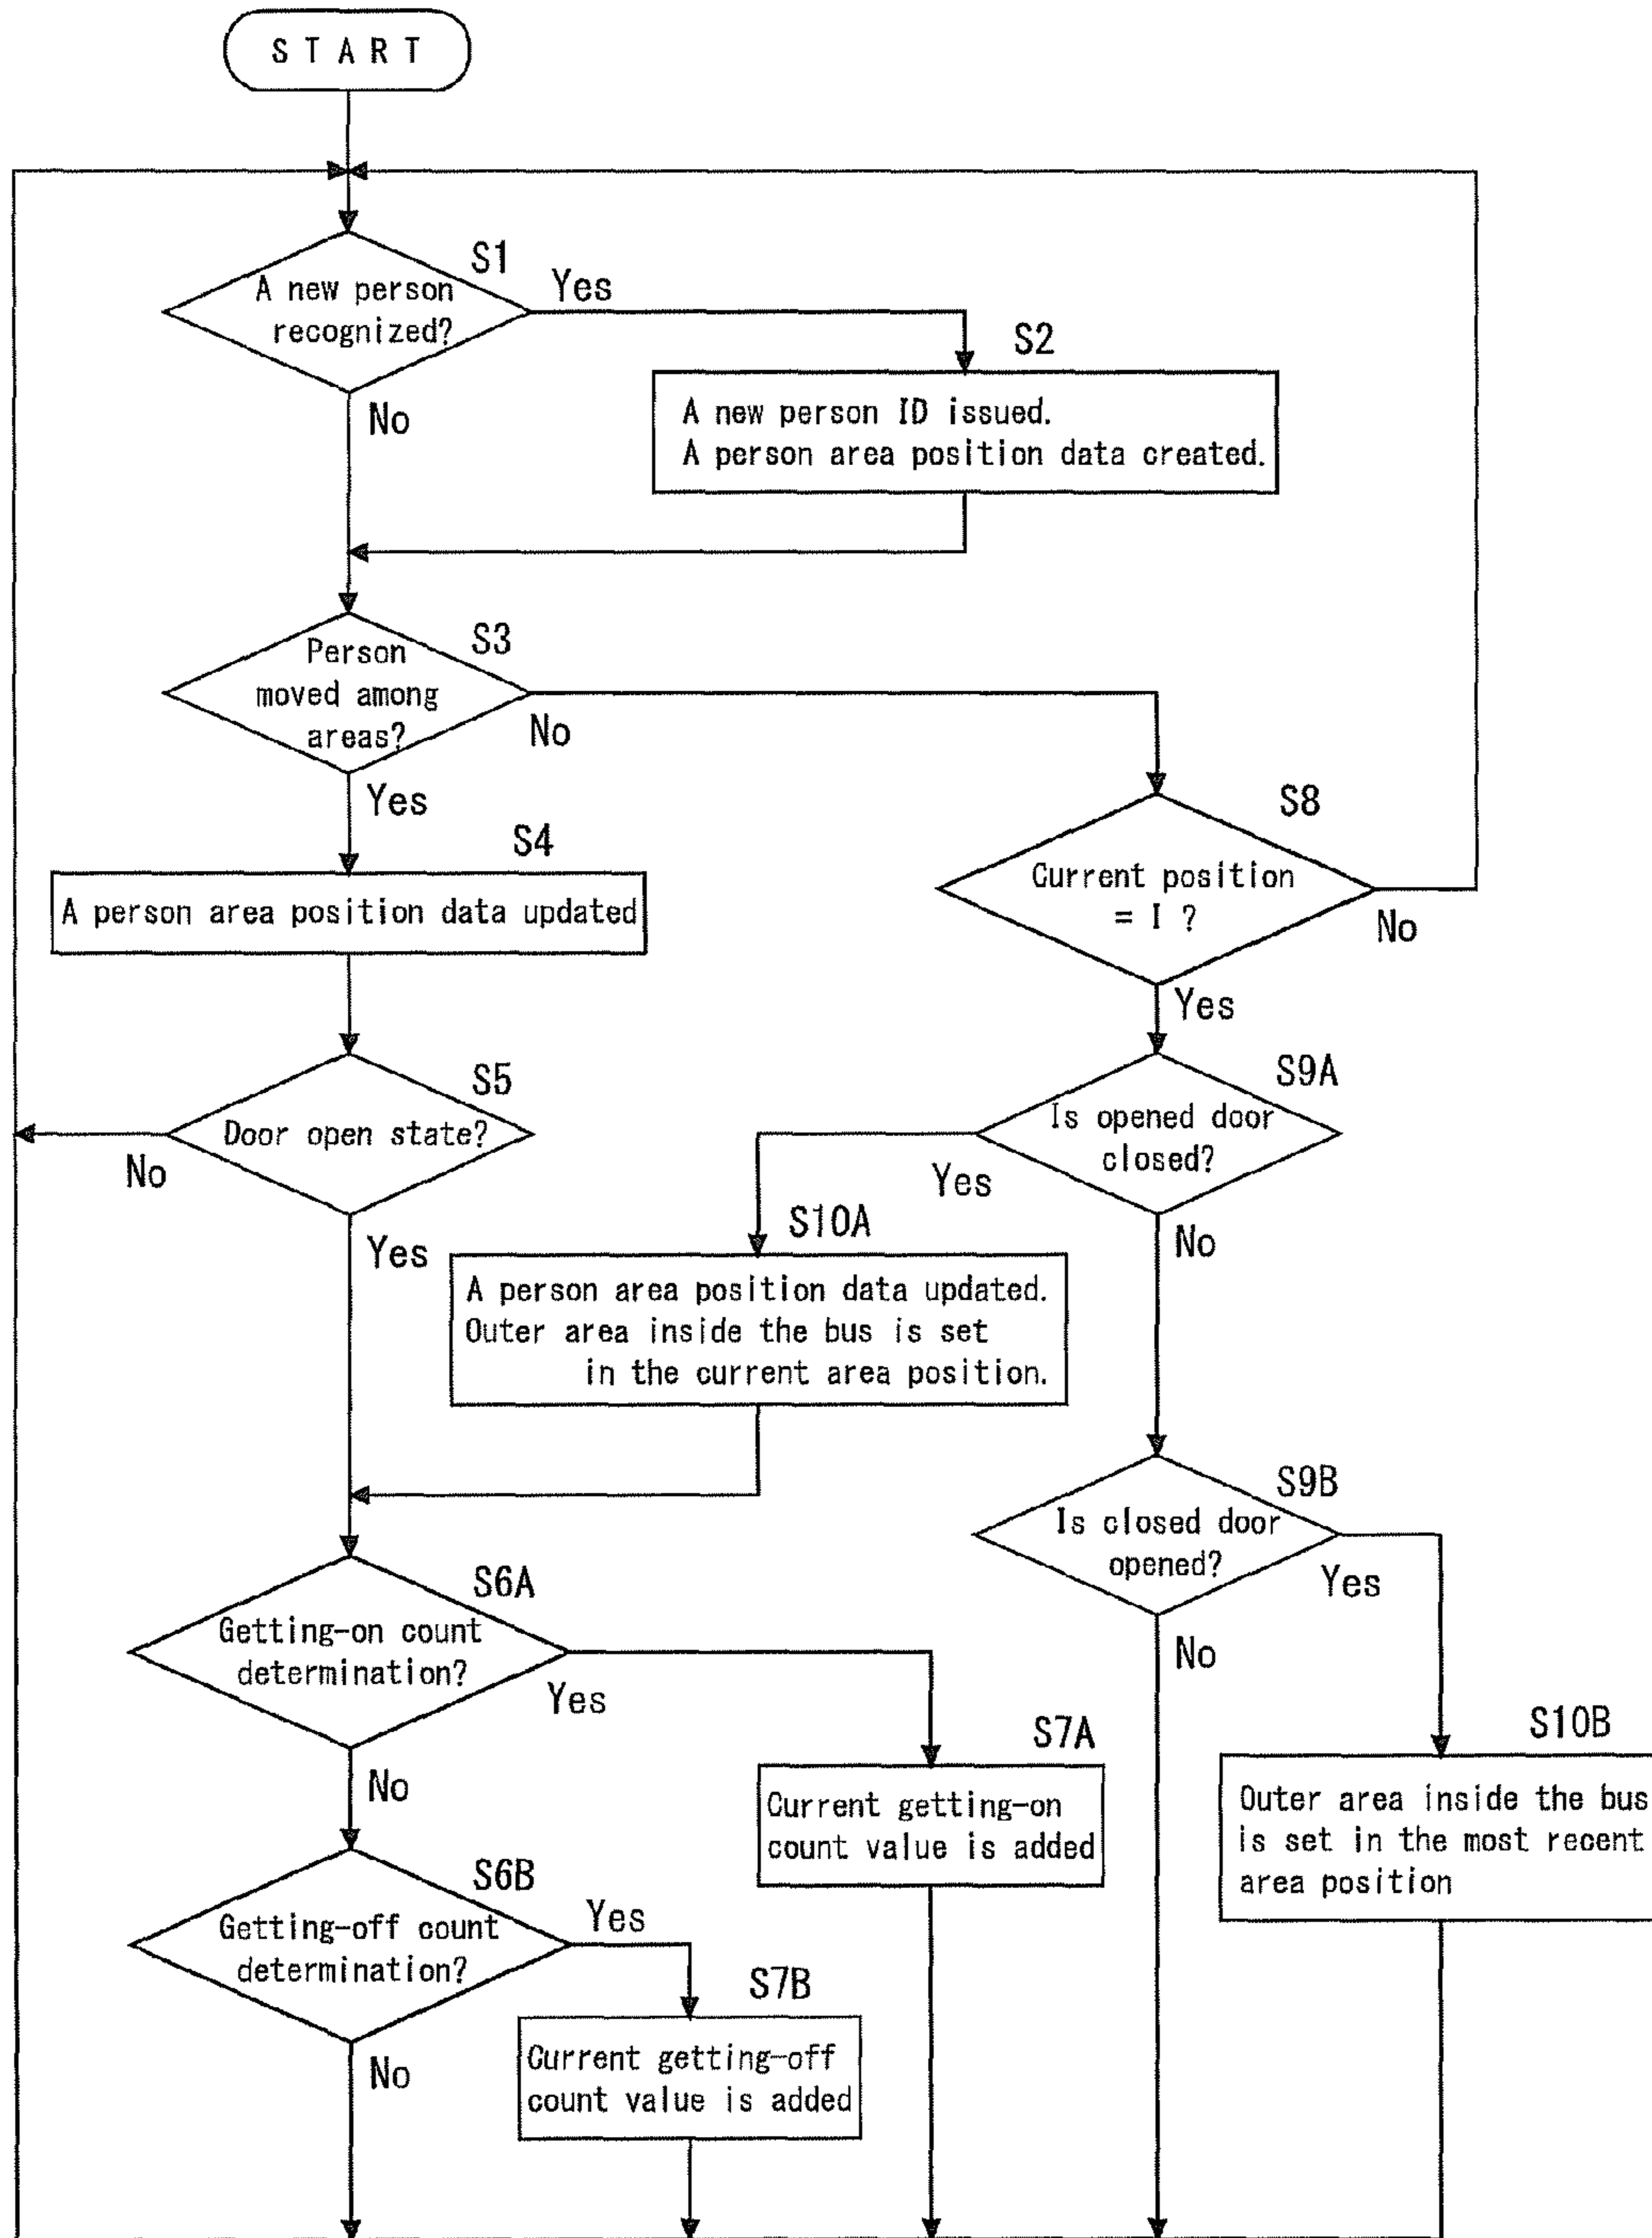 START
S1
A new person
recognized?
Yes
No
S2
A new person ID issued.
A person area position data created.
S3
Person
moved among
areas?
No
Yes
S4
A person area position data updated
S8
Current position
= I ?
No
Yes
S5
Door open state?
No
Yes
S9A
Is opened door
closed?
Yes
No
S10A
A person area position data updated.
Outer area inside the bus is set
in the current area position.
S9B
Is closed door
opened?
Yes
No
S6A
Getting-on count
determination?
Yes
No
S7A
Current getting-on
count value is added
S10B
Outer area inside the bus
is set in the most recent
area position
S6B
Getting-off count
determination?
Yes
No
S7B
Current getting-off
count value is added